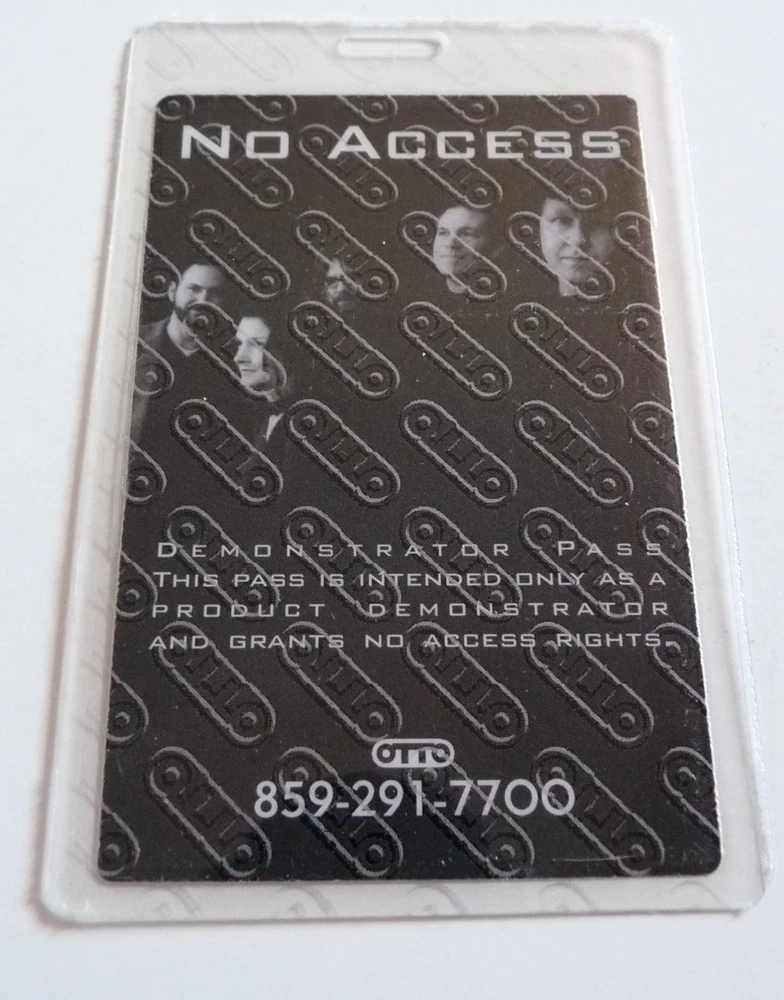 NO ACCESS
DEMONSTRATOR PASS
THIS PASS IS INTENDED ONLY AS A
PRODUCT DEMONSTRATOR
AND GRANTS NO ACCESS RIGHTS.
OTTO
859-291-7700